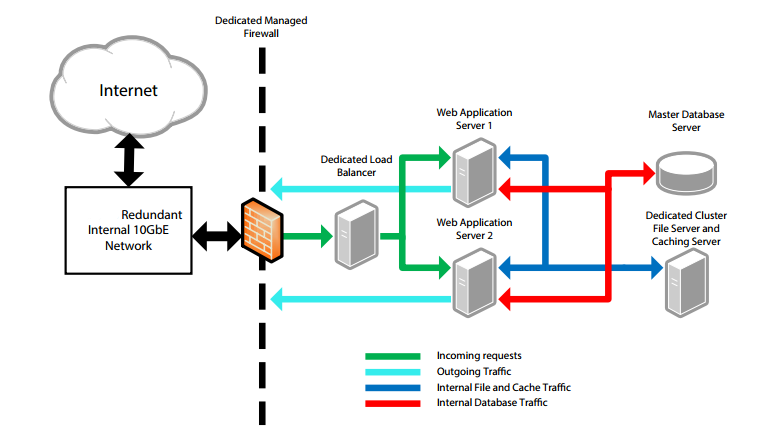 Dedicated Managed
Firewall
Internet
Redundant
Internal 10GbE
Network
Dedicated Load
Balancer
Web Application
Server 1
Web Application
Server 2
Master Database
Server
Dedicated Cluster
File Server and
Caching Server
Incoming requests
Outgoing Traffic
Internal File and Cache Traffic
Internal Database Traffic